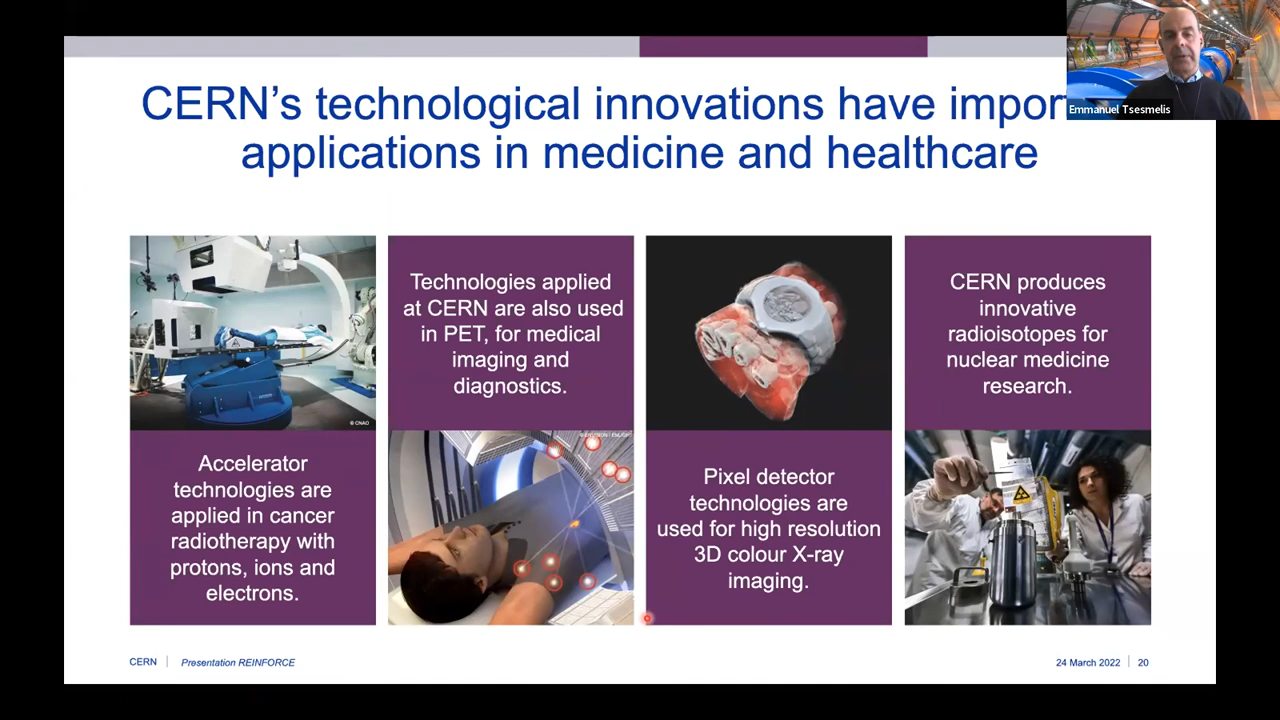 CERN's technological innovations have impor
applications in medicine and healthcare
Emmanuel Tsesmelis
© CNAO
Accelerator
technologies are
applied in cancer
radiotherapy with
protons, ions and
electrons.
Technologies applied
at CERN are also used
in PET, for medical
imaging and
diagnostics.
Pixel detector
technologies are
used for high resolution
3D colour X-ray
imaging.
CERN produces
innovative
radioisotopes for
nuclear medicine
research.
CERN
Presentation REINFORCE
24 March 2022
20